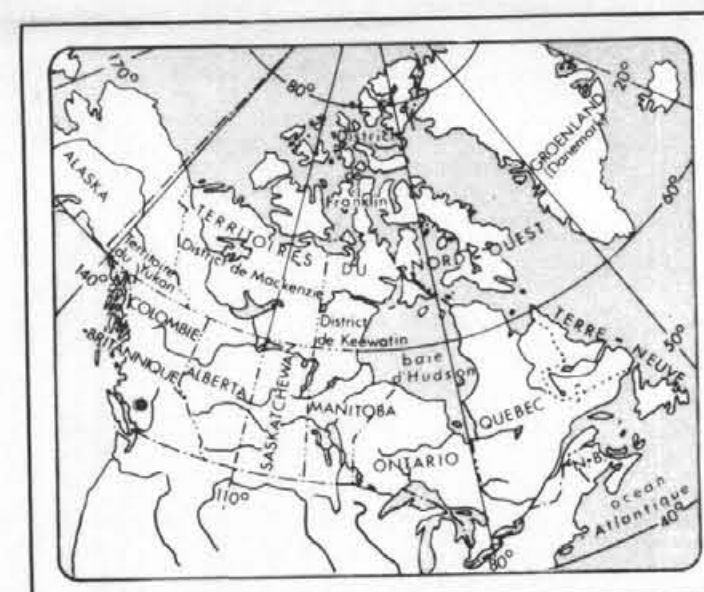 170°
80°
20°
District
GROENLAND
(Danemark)
ALASKA
Franklin
60°
TERRITOIRES DU NORD-OUEST
Territoire
du Yukon
District de Mackenzie
140°
COLOMBIE
BRITANNIQUE
District
de Keewatin
TERRE-NEUVE
50°
baie
d'Hudson
ALBERTA
SASKATCHEWAN
MANITOBA
QUEBEC
ONTARIO
N-B
110°
océan
Atlantique
40°
80°